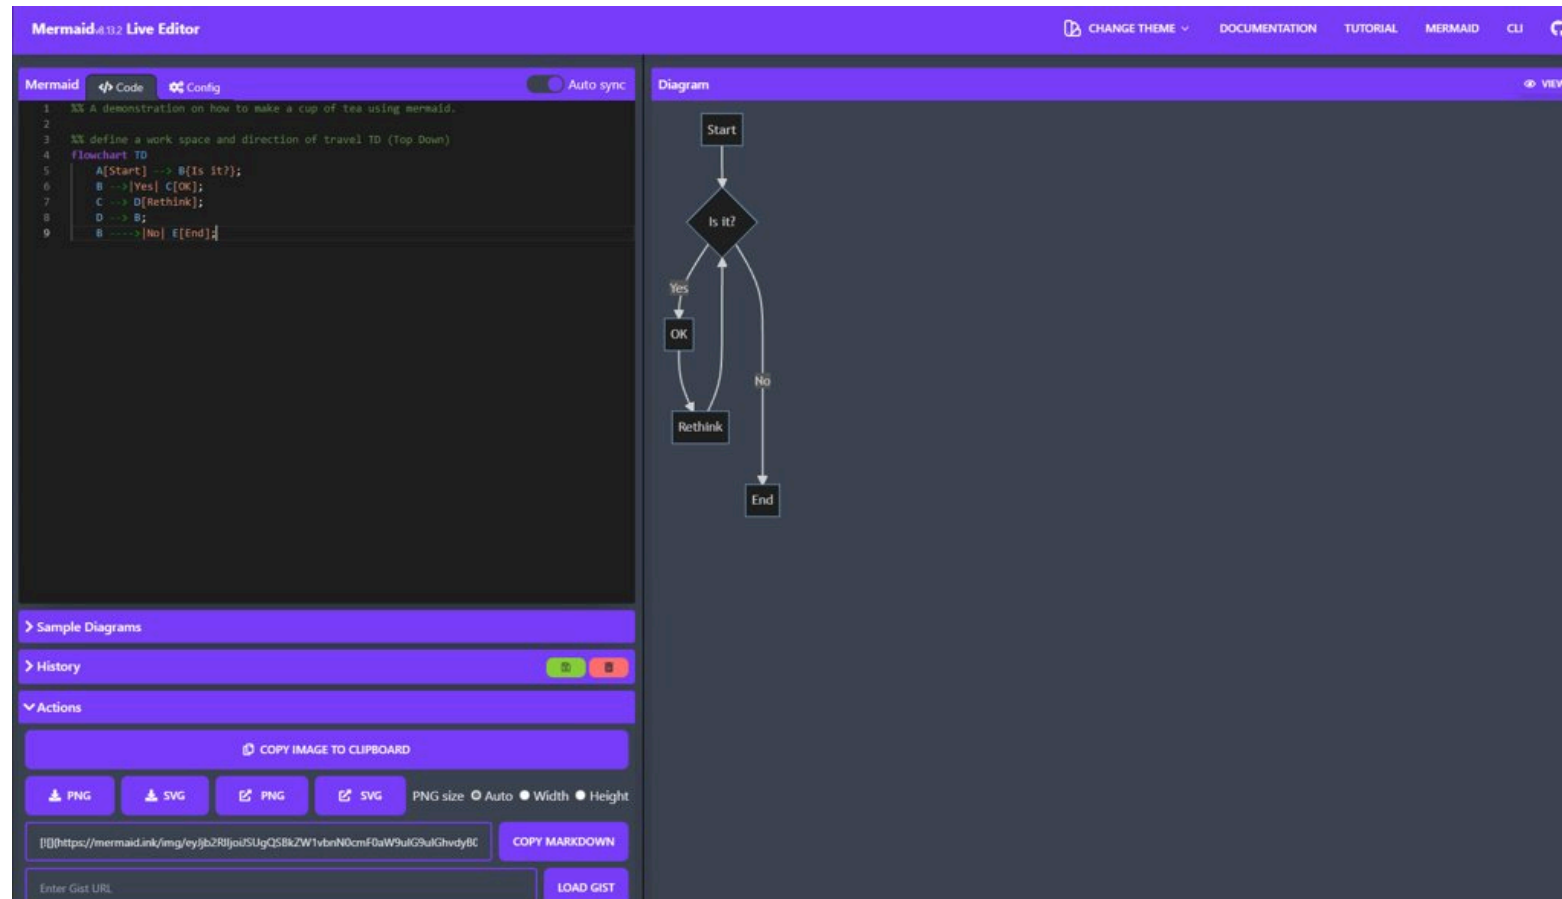 Mermaidv8.13.2 Live Editor
CHANGE THEME
DOCUMENTATION
TUTORIAL
MERMAID
CLI
Mermaid
Code
Config
Auto sync
1 %% A demonstration on how to make a cup of tea using mermaid.
2
3 %% define a work space and direction of travel TD (Top Down)
4 flowchart TD
5 A[Start] --> B{Is it?};
6 B -->|Yes| C[OK];
7 C --> D[Rethink];
8 D --> B;
9 B ---->|No| E[End];
Diagram
Start
Is it?
Yes
OK
No
Rethink
End
Sample Diagrams
History
Actions
COPY IMAGE TO CLIPBOARD
PNG
SVG
PNG
SVG
PNG size Auto Width Height
COPY MARKDOWN
Enter Gist URL
LOAD GIST